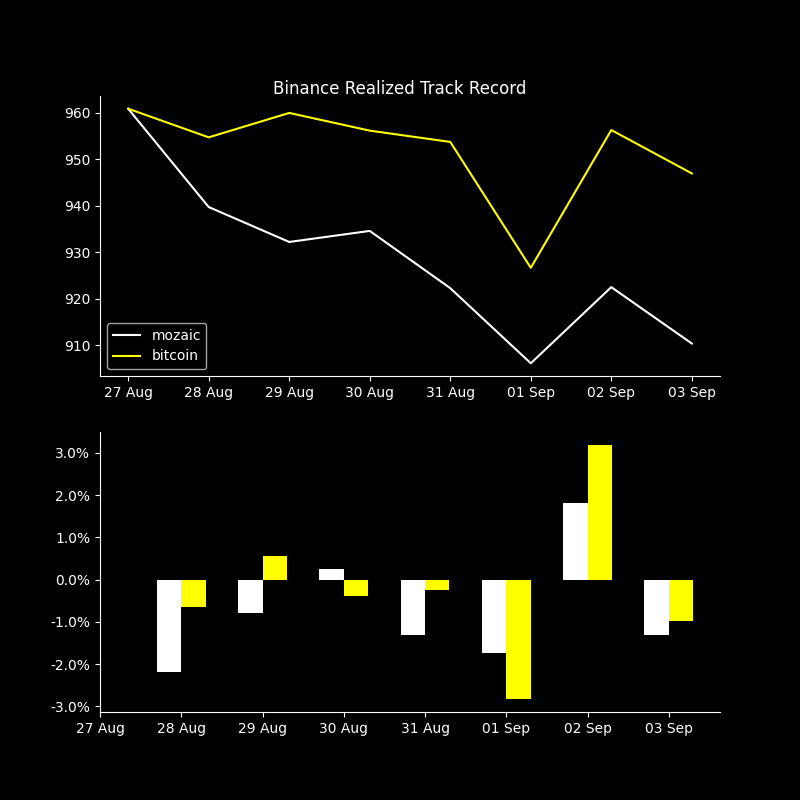 Binance Realized Track Record
960
950
940
930
920
910
mozaic
bitcoin
27 Aug 28 Aug 29 Aug 30 Aug 31 Aug 01 Sep 02 Sep 03 Sep
3.0%
2.0%
1.0%
0.0%
-1.0%
-2.0%
-3.0%
27 Aug 28 Aug 29 Aug 30 Aug 31 Aug 01 Sep 02 Sep 03 Sep